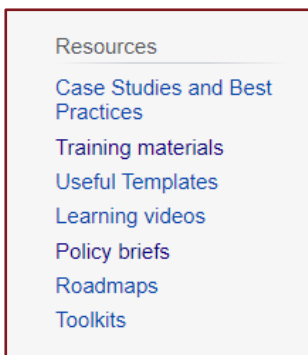 Resources
Case Studies and Best
Practices
Training materials
Useful Templates
Learning videos
Policy briefs
Roadmaps
Toolkits